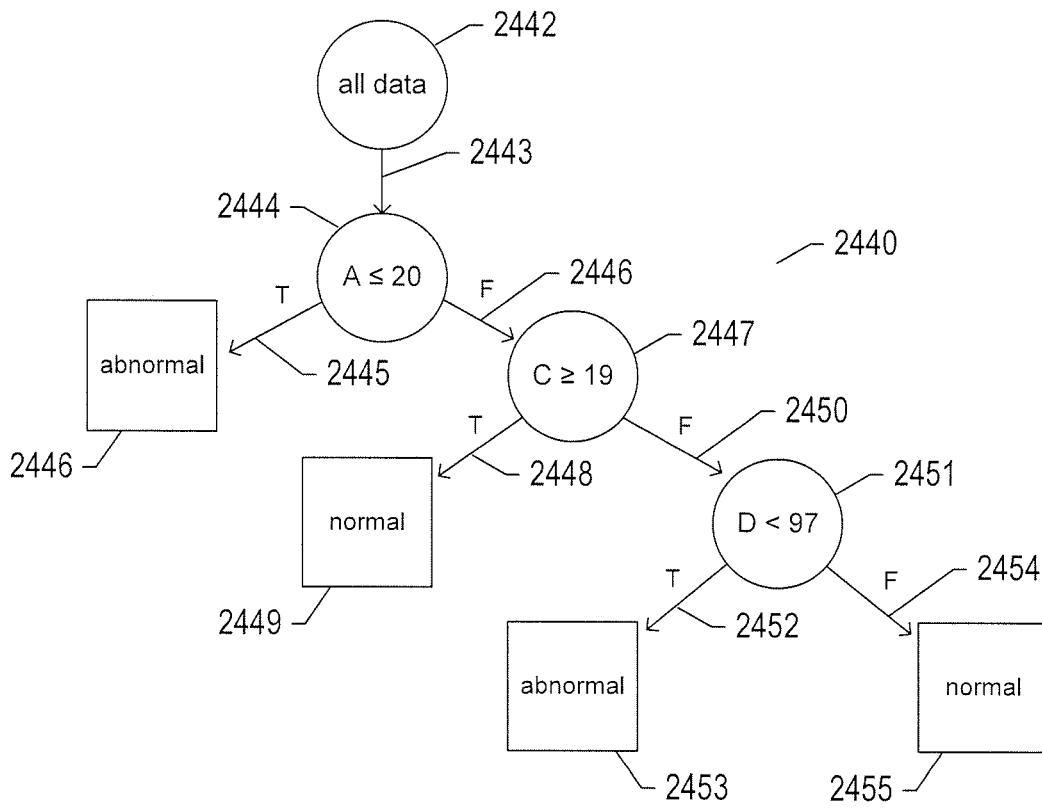 2442
all data
2443
2444
2440
A ≤ 20
F
2446
T
2447
abnormal
2445
C ≥ 19
2450
T
F
2446
2448
2451
normal
D < 97
T
F
2454
2449
2452
abnormal
normal
2453
2455